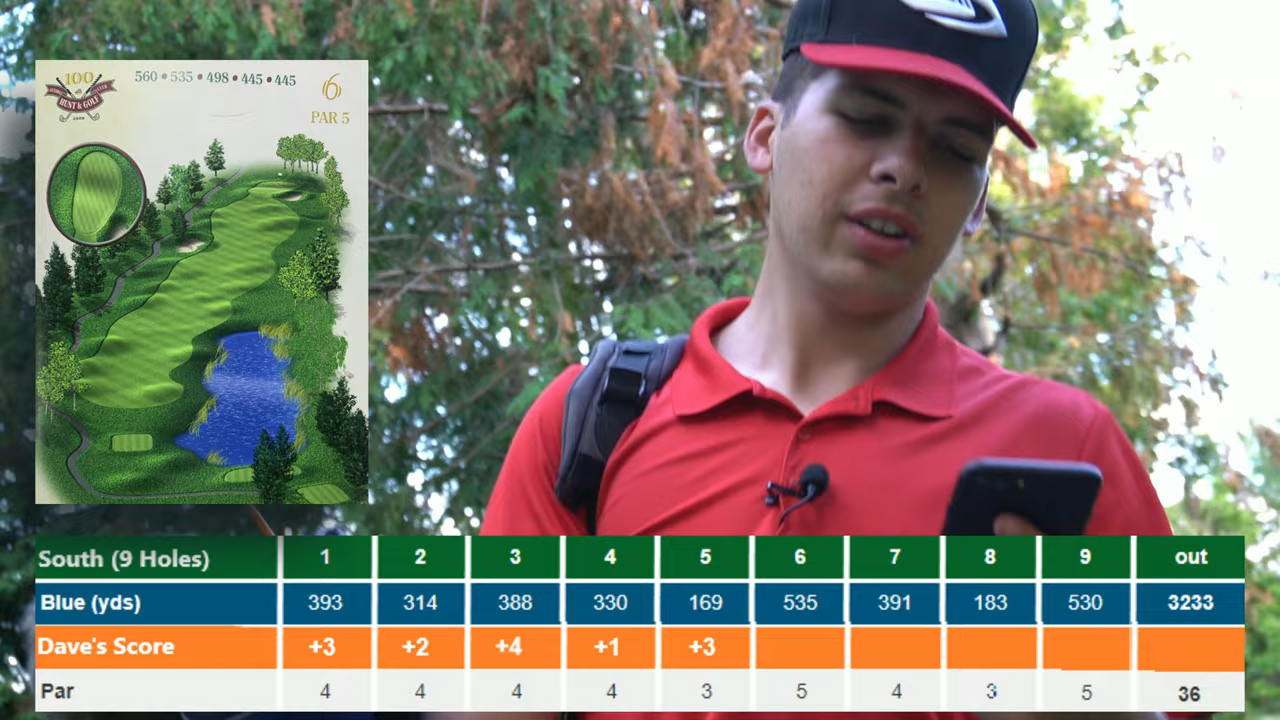 100
HUNT & GOLF
560 • 535 • 498 • 445 • 445
6
PAR 5
South (9 Holes) 1 2 3 4 5 6 7 8 9 out
Blue (yds) 393 314 388 330 169 535 391 183 530 3233
Dave's Score +3 +2 +4 +1 +3
Par 4 4 4 4 3 5 4 3 5 36